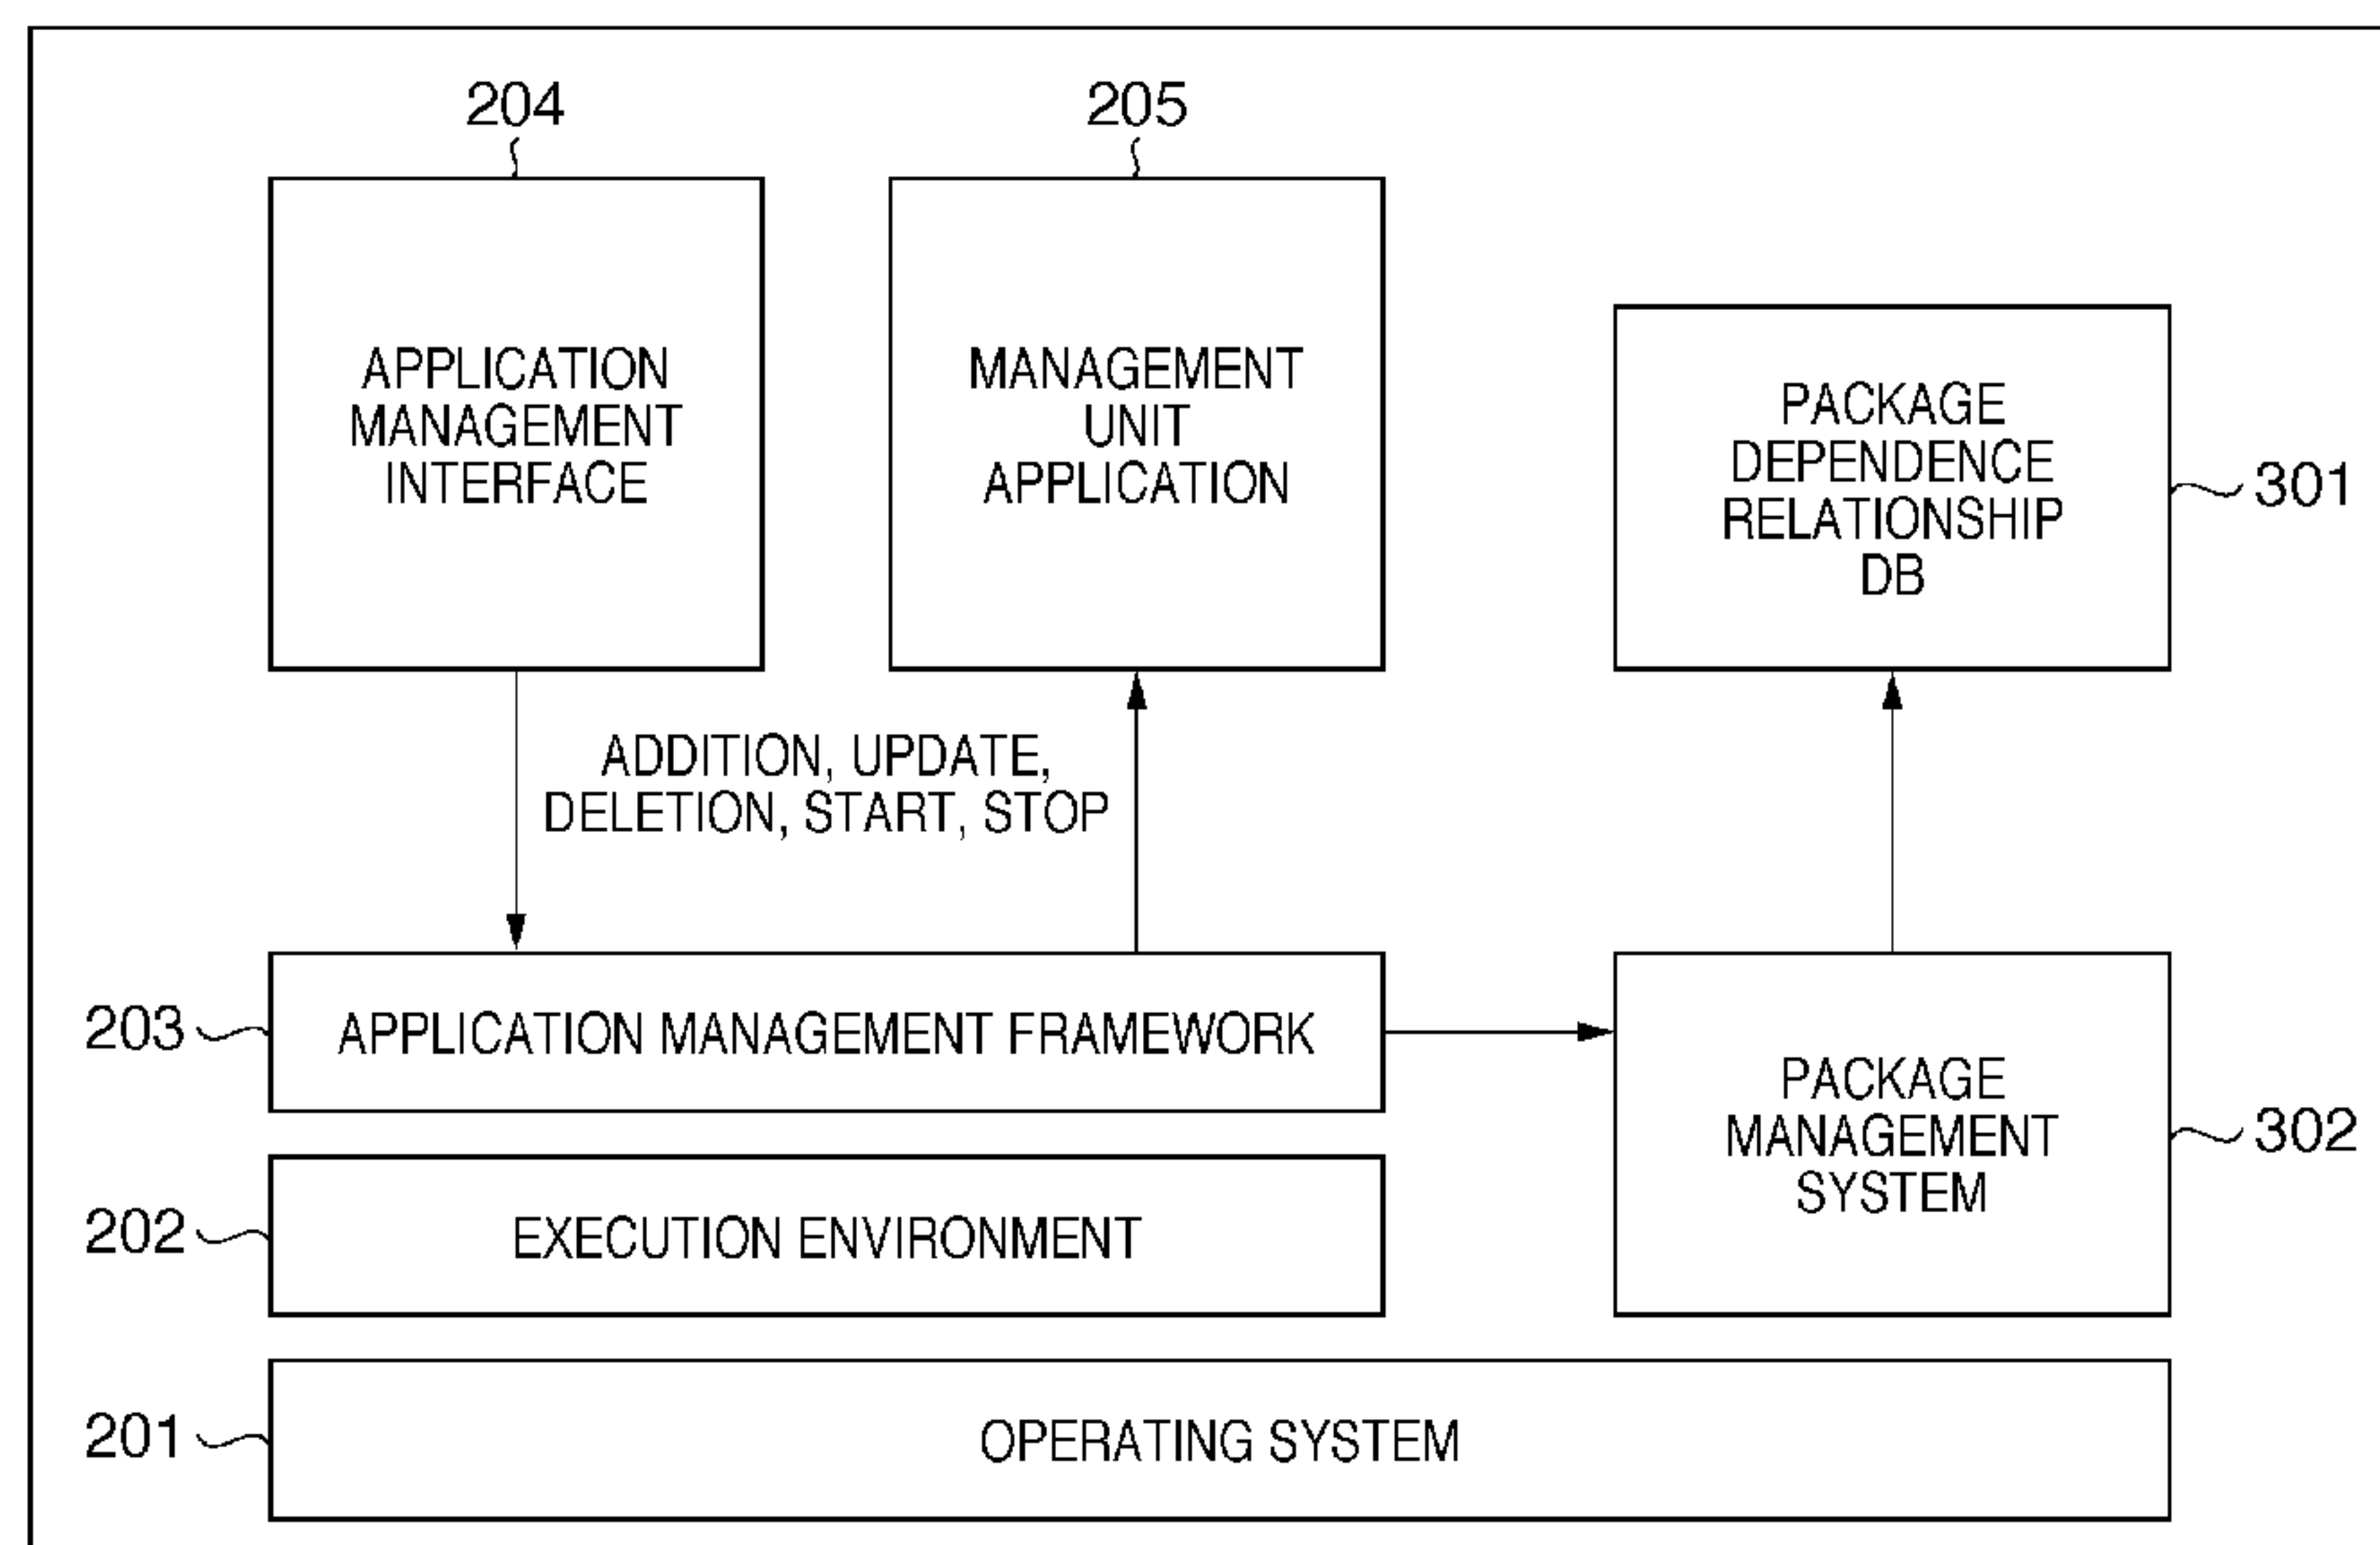 204
205
APPLICATION
MANAGEMENT
INTERFACE
MANAGEMENT
UNIT
APPLICATION
PACKAGE
DEPENDENCE
RELATIONSHIP
DB
301
ADDITION, UPDATE,
DELETION, START, STOP
203
APPLICATION MANAGEMENT FRAMEWORK
PACKAGE
MANAGEMENT
SYSTEM
302
202
EXECUTION ENVIRONMENT
201
OPERATING SYSTEM